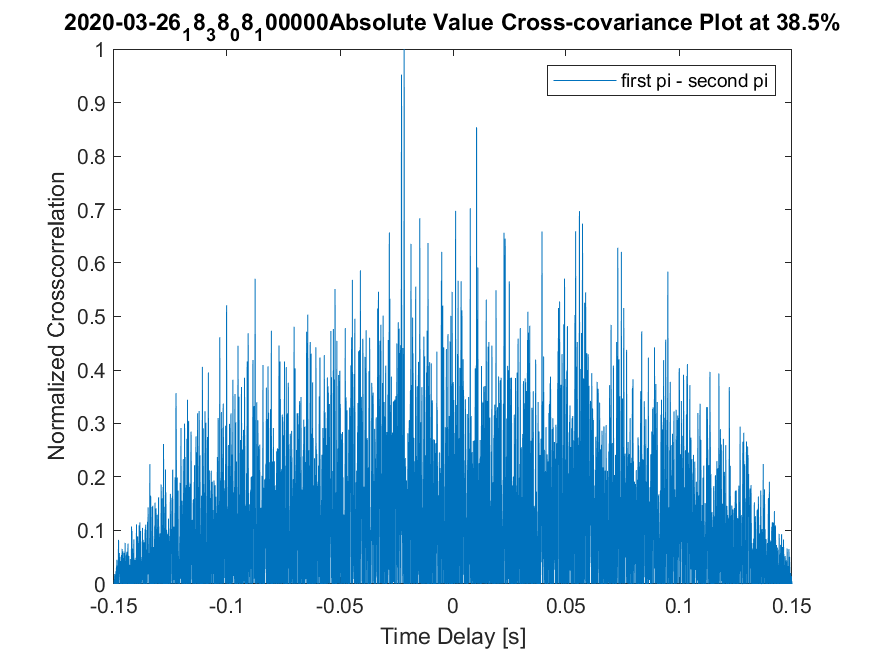 2020-03-26₁8₃8₀8₁00000Absolute Value Cross-covariance Plot at 38.5%
first pi - second pi
Normalized Crosscorrelation
1
0.9
0.8
0.7
0.6
0.5
0.4
0.3
0.2
0.1
0
-0.15 -0.1 -0.05 0 0.05 0.1 0.15
Time Delay [s]